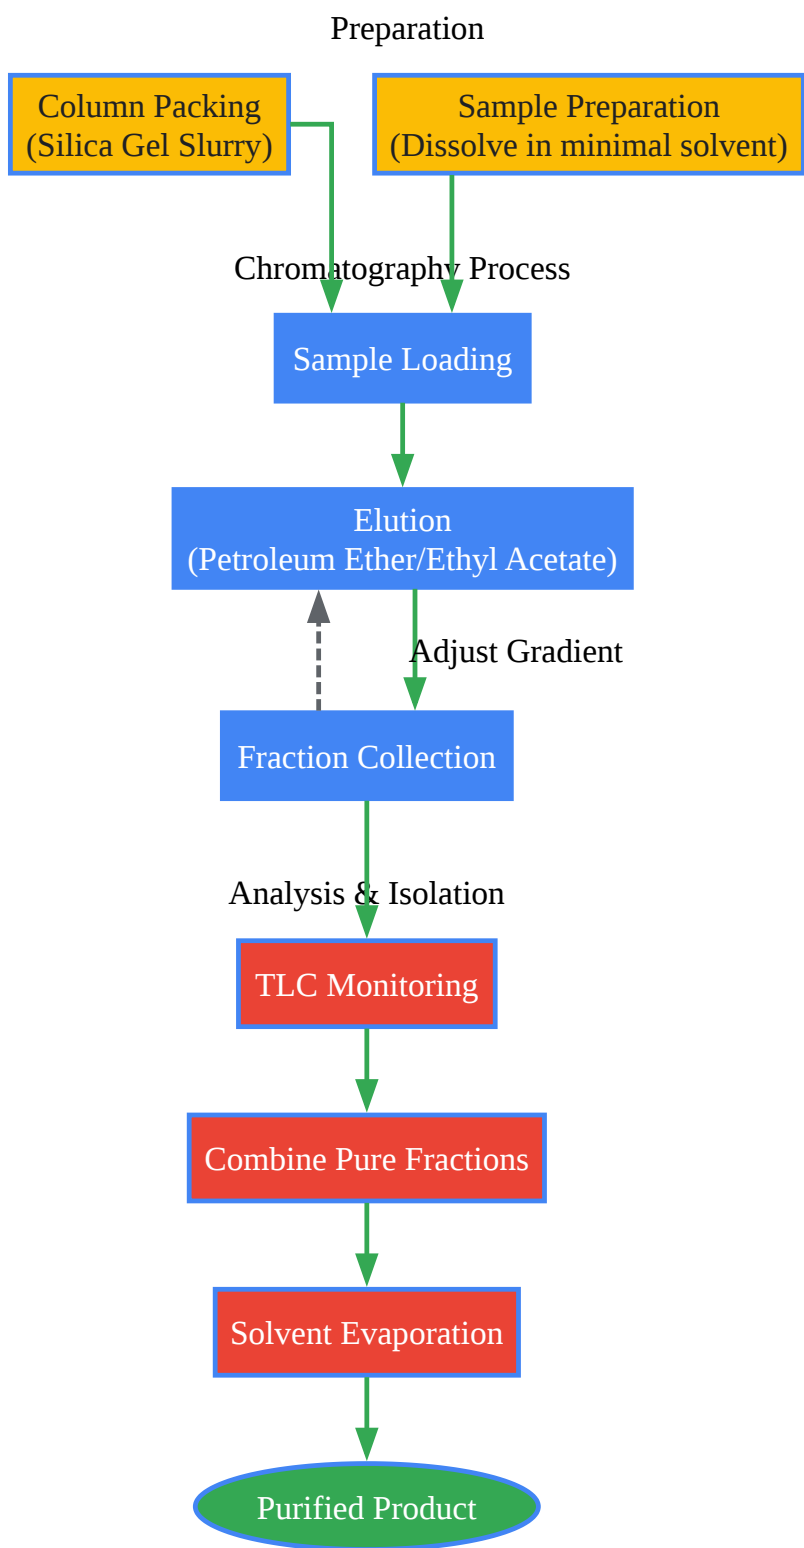 Preparation
Column Packing
(Silica Gel Slurry)
Sample Preparation
(Dissolve in minimal solvent)
Chromatography Process
Sample Loading
Elution
(Petroleum Ether/Ethyl Acetate)
Adjust Gradient
Fraction Collection
Analysis & Isolation
TLC Monitoring
Combine Pure Fractions
Solvent Evaporation
Purified Product